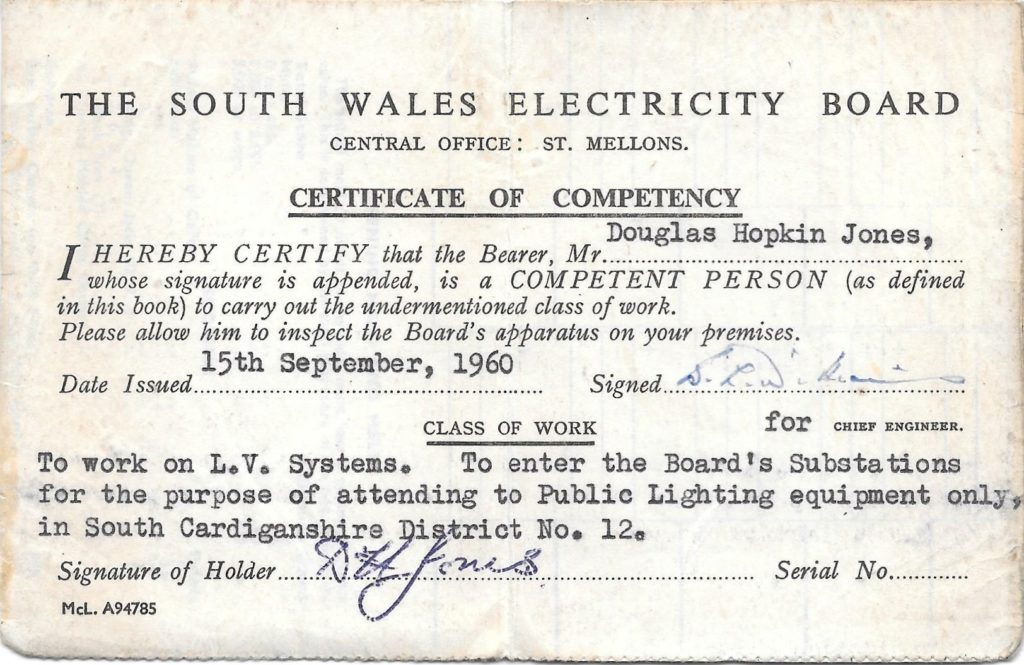 THE SOUTH WALES ELECTRICITY BOARD
CENTRAL OFFICE: ST. MELLONS.
CERTIFICATE OF COMPETENCY
I HEREBY CERTIFY that the Bearer, Mr. Douglas Hopkin Jones,
whose signature is appended, is a COMPETENT PERSON (as defined
in this book) to carry out the undermentioned class of work.
Please allow him to inspect the Board's apparatus on your premises.
Date Issued 15th September, 1960 Signed
for CHIEF ENGINEER.
CLASS OF WORK
To work on L.V. Systems. To enter the Board's Substations
for the purpose of attending to Public Lighting equipment only,
in South Cardiganshire District No. 12.
Signature of Holder D H Jones Serial No.
McL. A94785